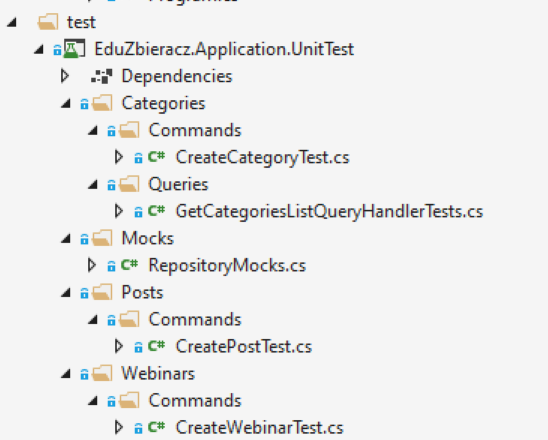 test
EduZbieracz.Application.UnitTest
Dependencies
Categories
Commands
C# CreateCategoryTest.cs
Queries
C# GetCategoriesListQueryHandlerTests.cs
Mocks
C# RepositoryMocks.cs
Posts
Commands
C# CreatePostTest.cs
Webinars
Commands
C# CreateWebinarTest.cs